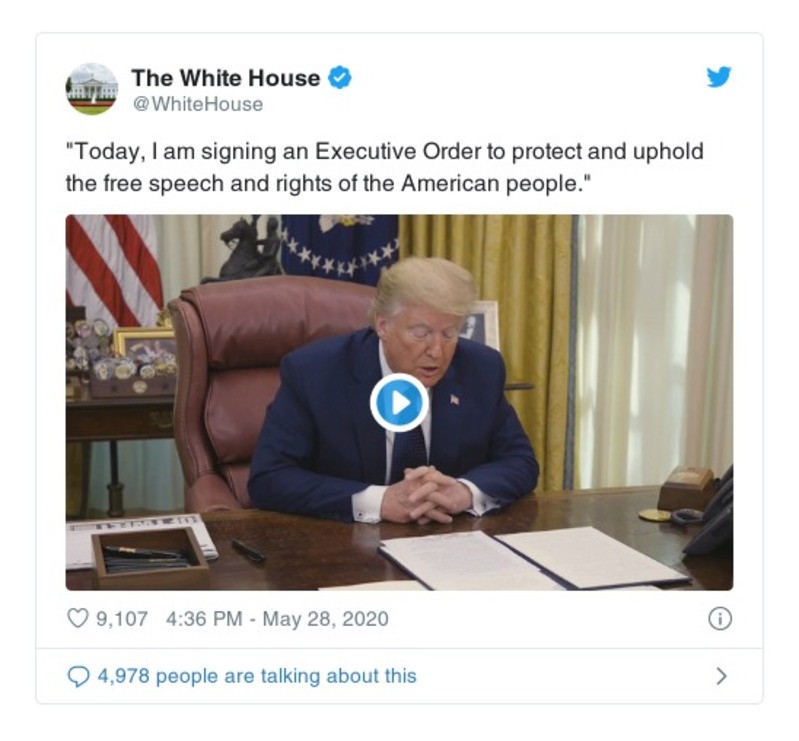 The White House
@WhiteHouse
"Today, I am signing an Executive Order to protect and uphold
the free speech and rights of the American people."
9,107 4:36 PM - May 28, 2020
4,978 people are talking about this